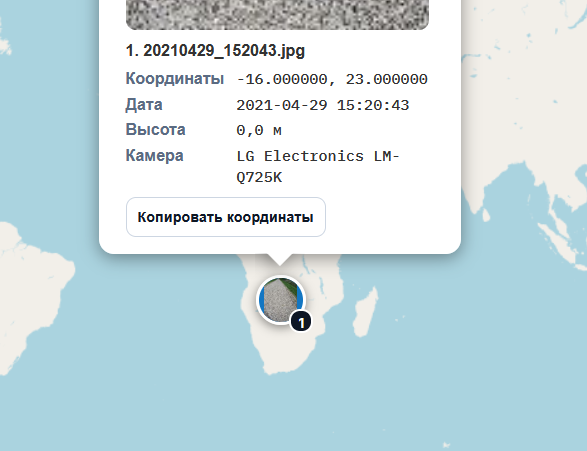 1. 20210429_152043.jpg
Координаты -16.000000, 23.000000
Дата 2021-04-29 15:20:43
Высота 0,0 м
Камера LG Electronics LM-
Q725K
Копировать координаты
1